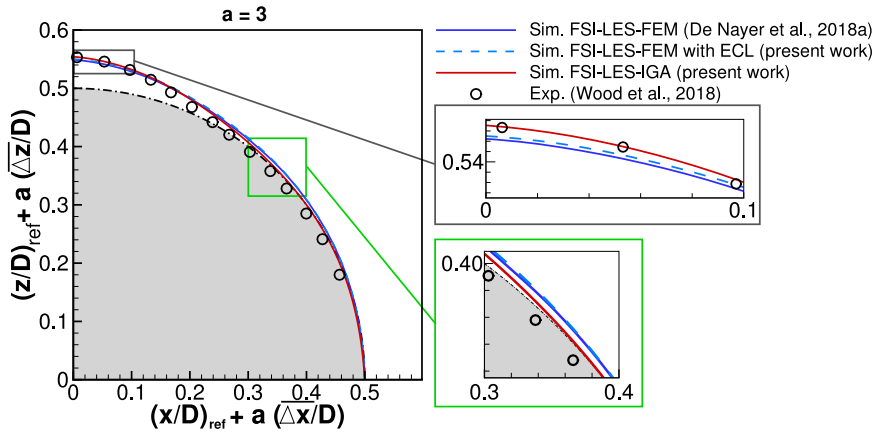 a = 3
Sim. FSI-LES-FEM (De Nayer et al., 2018a)
Sim. FSI-LES-FEM with ECL (present work)
Sim. FSI-LES-IGA (present work)
Exp. (Wood et al., 2018)
(z/D)ref + a (Δz/D)
0.6
0.5
0.4
0.3
0.2
0.1
0
0 0.1 0.2 0.3 0.4 0.5
(x/D)ref + a (Δx/D)
0.54
0 0.1
0.40
0.3 0.4